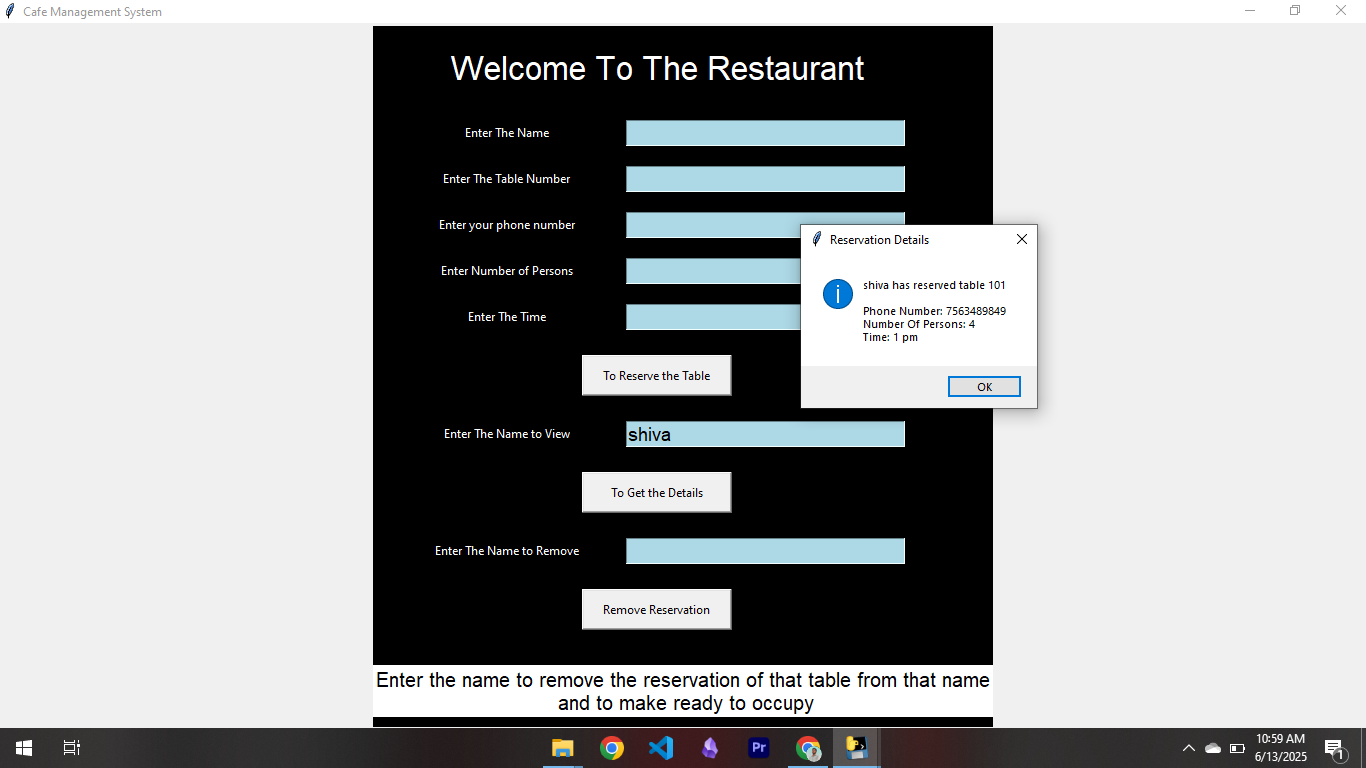 Cafe Management System
Welcome To The Restaurant
Enter The Name
Enter The Table Number
Enter your phone number
Enter Number of Persons
Enter The Time
To Reserve the Table
Reservation Details
i
shiva has reserved table 101
Phone Number: 7563489849
Number Of Persons: 4
Time: 1 pm
OK
Enter The Name to View
shiva
To Get the Details
Enter The Name to Remove
Remove Reservation
Enter the name to remove the reservation of that table from that name
and to make ready to occupy
Pr
10:59 AM
6/13/2025
1